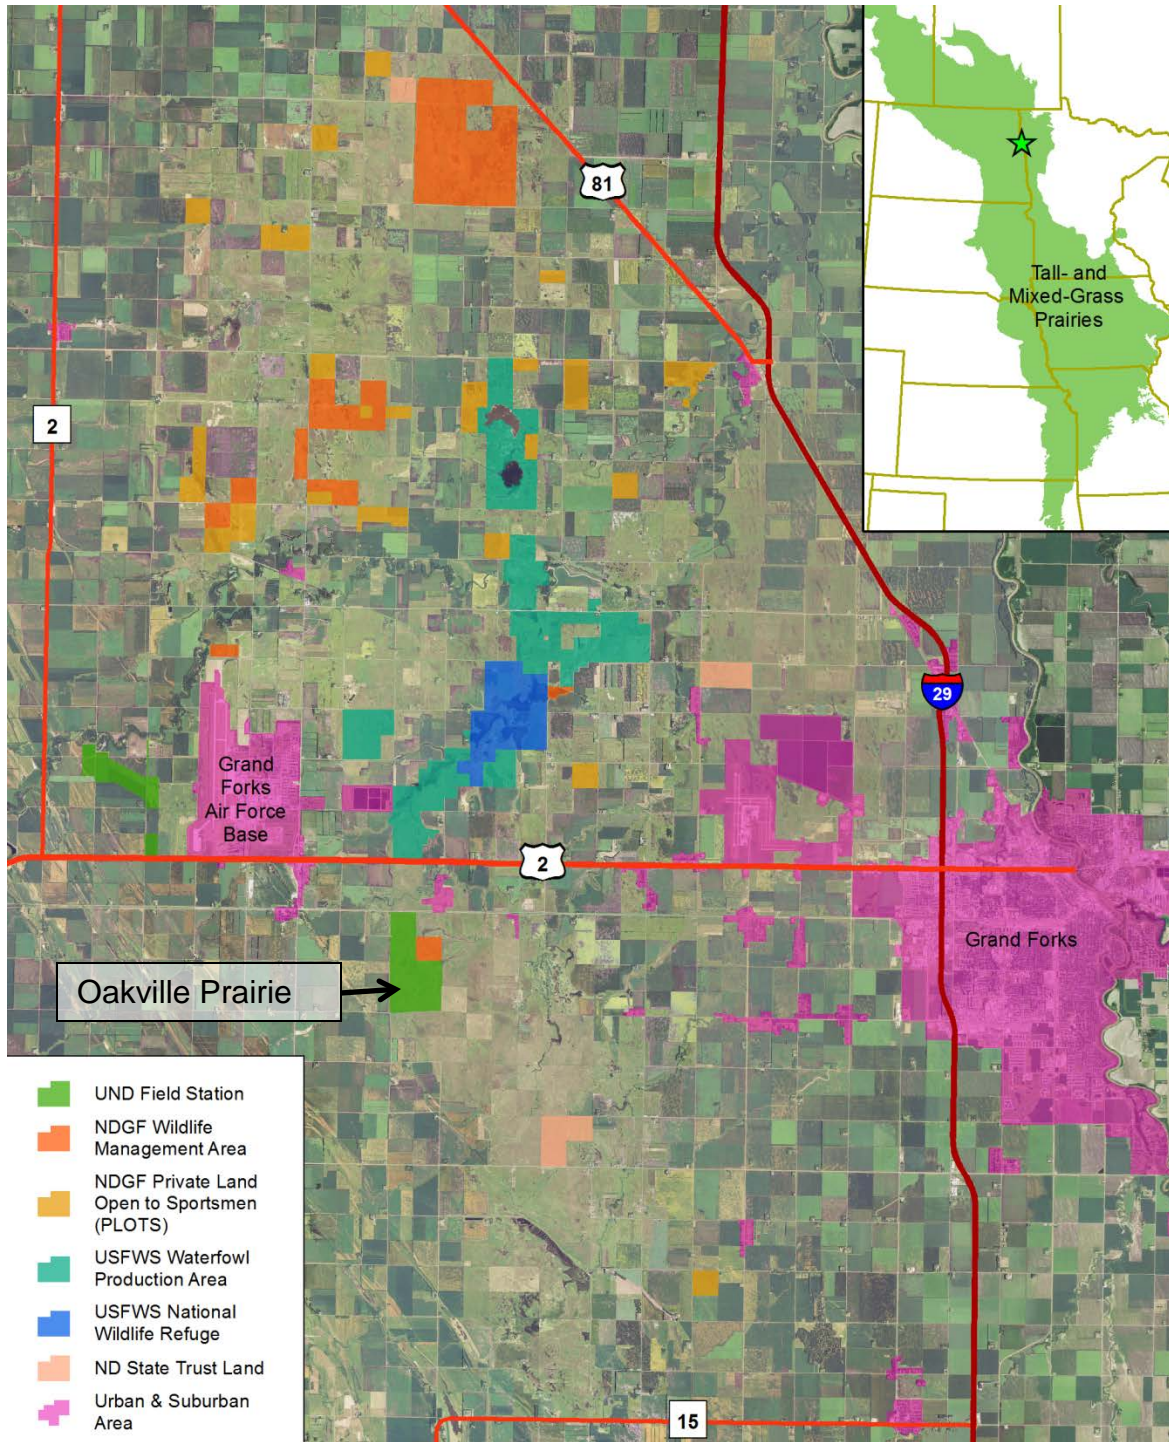 81
Tall- and
Mixed-Grass
Prairies
2
29
Grand
Forks
Air Force
Base
2
Grand Forks
Oakville Prairie
UND Field Station
NDGF Wildlife
Management Area
NDGF Private Land
Open to Sportsmen
(PLOTS)
USFWS Waterfowl
Production Area
USFWS National
Wildlife Refuge
ND State Trust Land
Urban & Suburban
Area
15